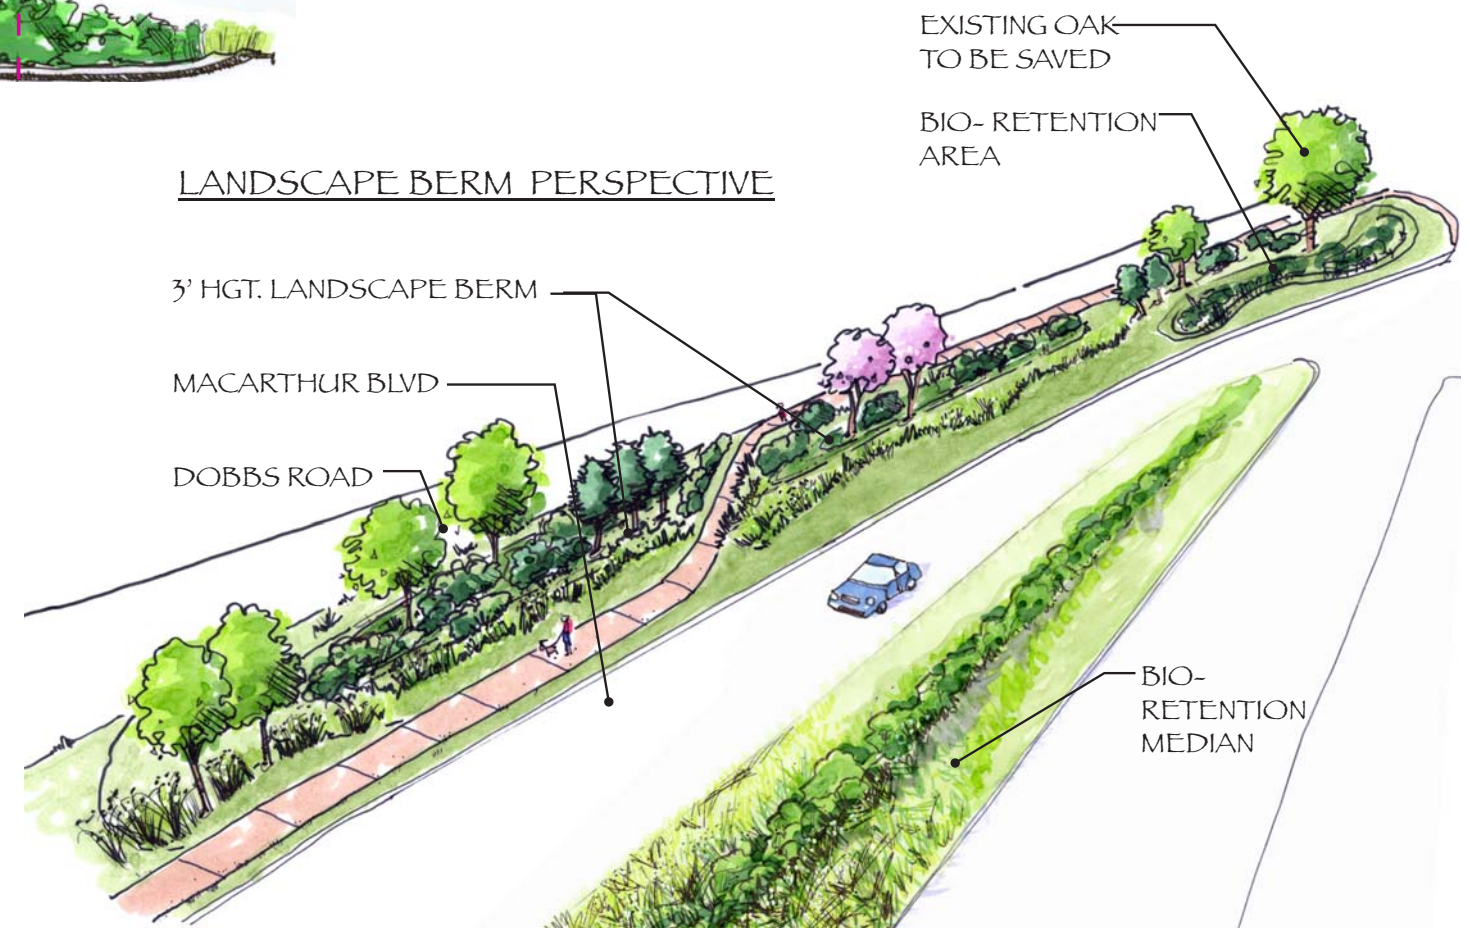 EXISTING OAK
TO BE SAVED
BIO- RETENTION
AREA
LANDSCAPE BERM PERSPECTIVE
3' HGT. LANDSCAPE BERM
MACARTHUR BLVD
DOBBS ROAD
BIO-
RETENTION
MEDIAN